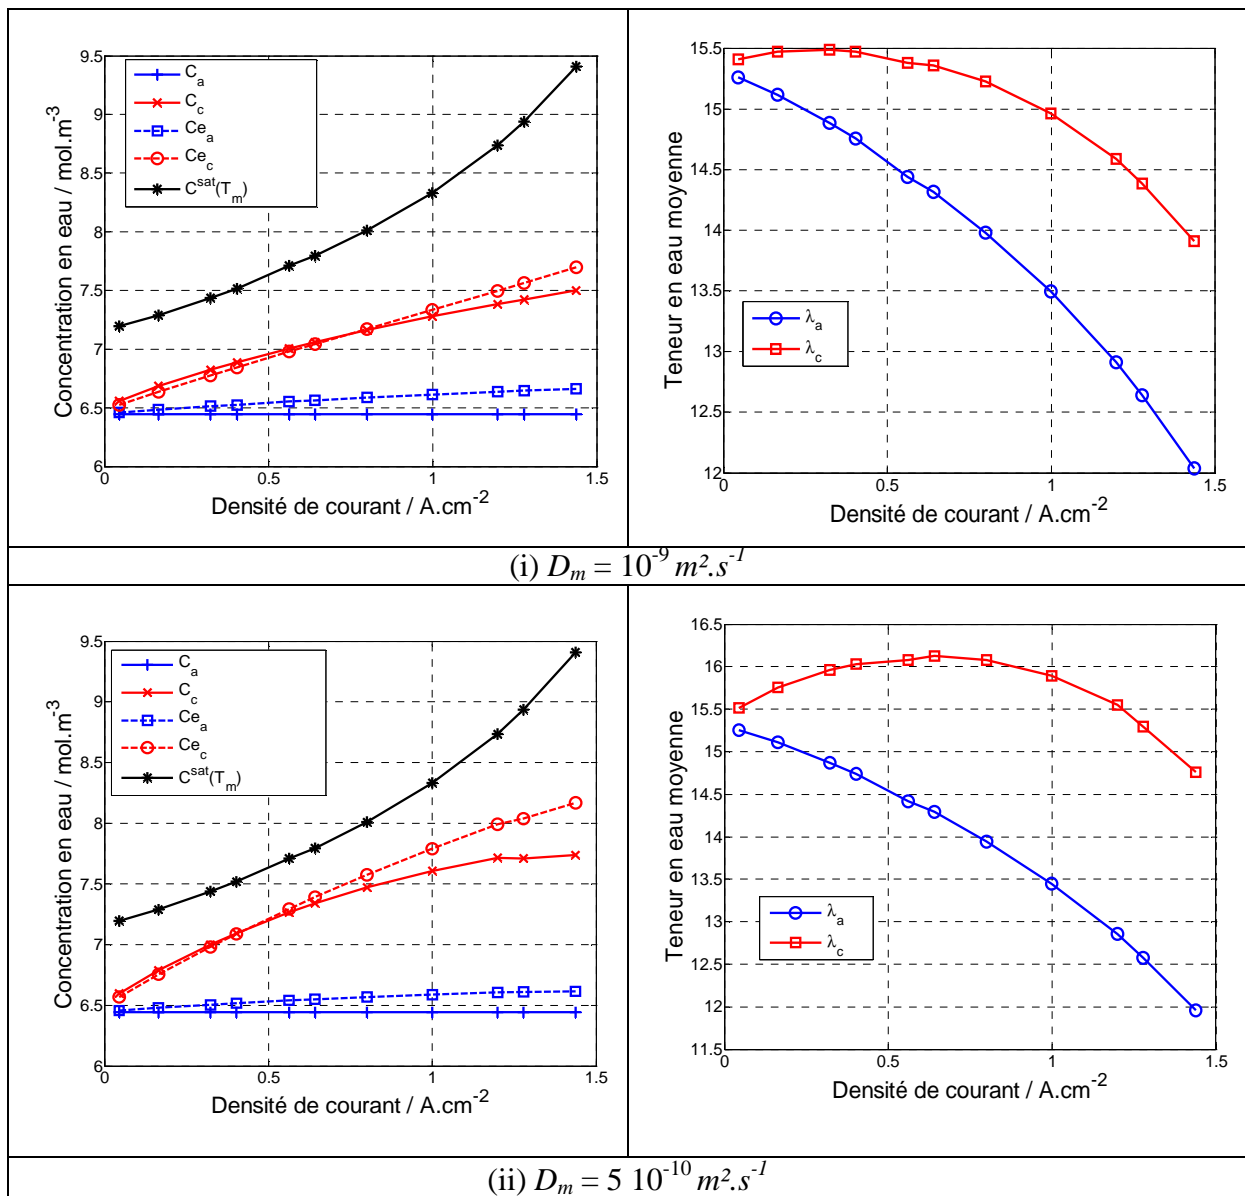 9.5
9
8.5
8
7.5
7
6.5
6
0
0.5
1
1.5
Concentration en eau / mol.m-3
Densité de courant / A.cm-2
Ca
Cc
Cea
Cec
Csat(Tm)
15.5
15
14.5
14
13.5
13
12.5
12
0
0.5
1
1.5
Teneur en eau moyenne
Densité de courant / A.cm-2
λa
λc
(i) Dm = 10-9 m².s-1
9.5
9
8.5
8
7.5
7
6.5
6
0
0.5
1
1.5
Concentration en eau / mol.m-3
Densité de courant / A.cm-2
Ca
Cc
Cea
Cec
Csat(Tm)
16.5
16
15.5
15
14.5
14
13.5
13
12.5
12
11.5
0
0.5
1
1.5
Teneur en eau moyenne
Densité de courant / A.cm-2
λa
λc
(ii) Dm = 5 10-10 m².s-1